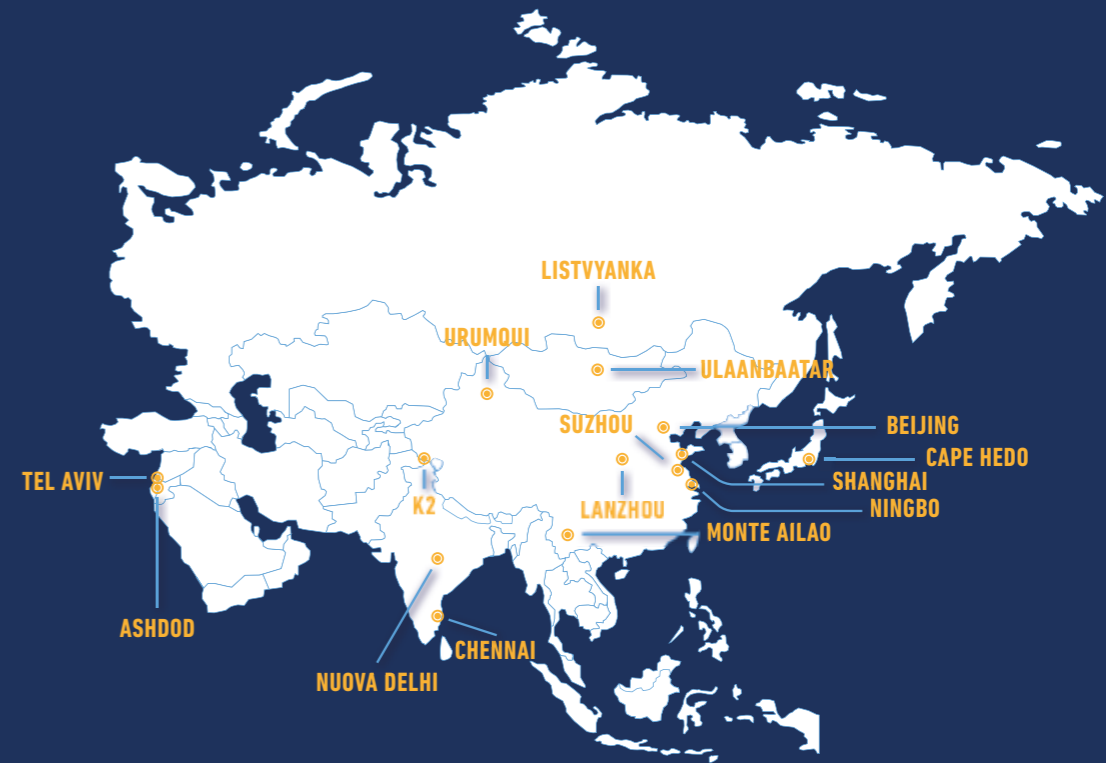 LISTVYANKA
URUMQUI
ULAANBAATAR
SUZHOU
BEIJING
CAPE HEDO
TEL AVIV
SHANGHAI
K2
LANZHOU
NINGBO
MONTE AILAO
ASHDOD
CHENNAI
NUOVA DELHI